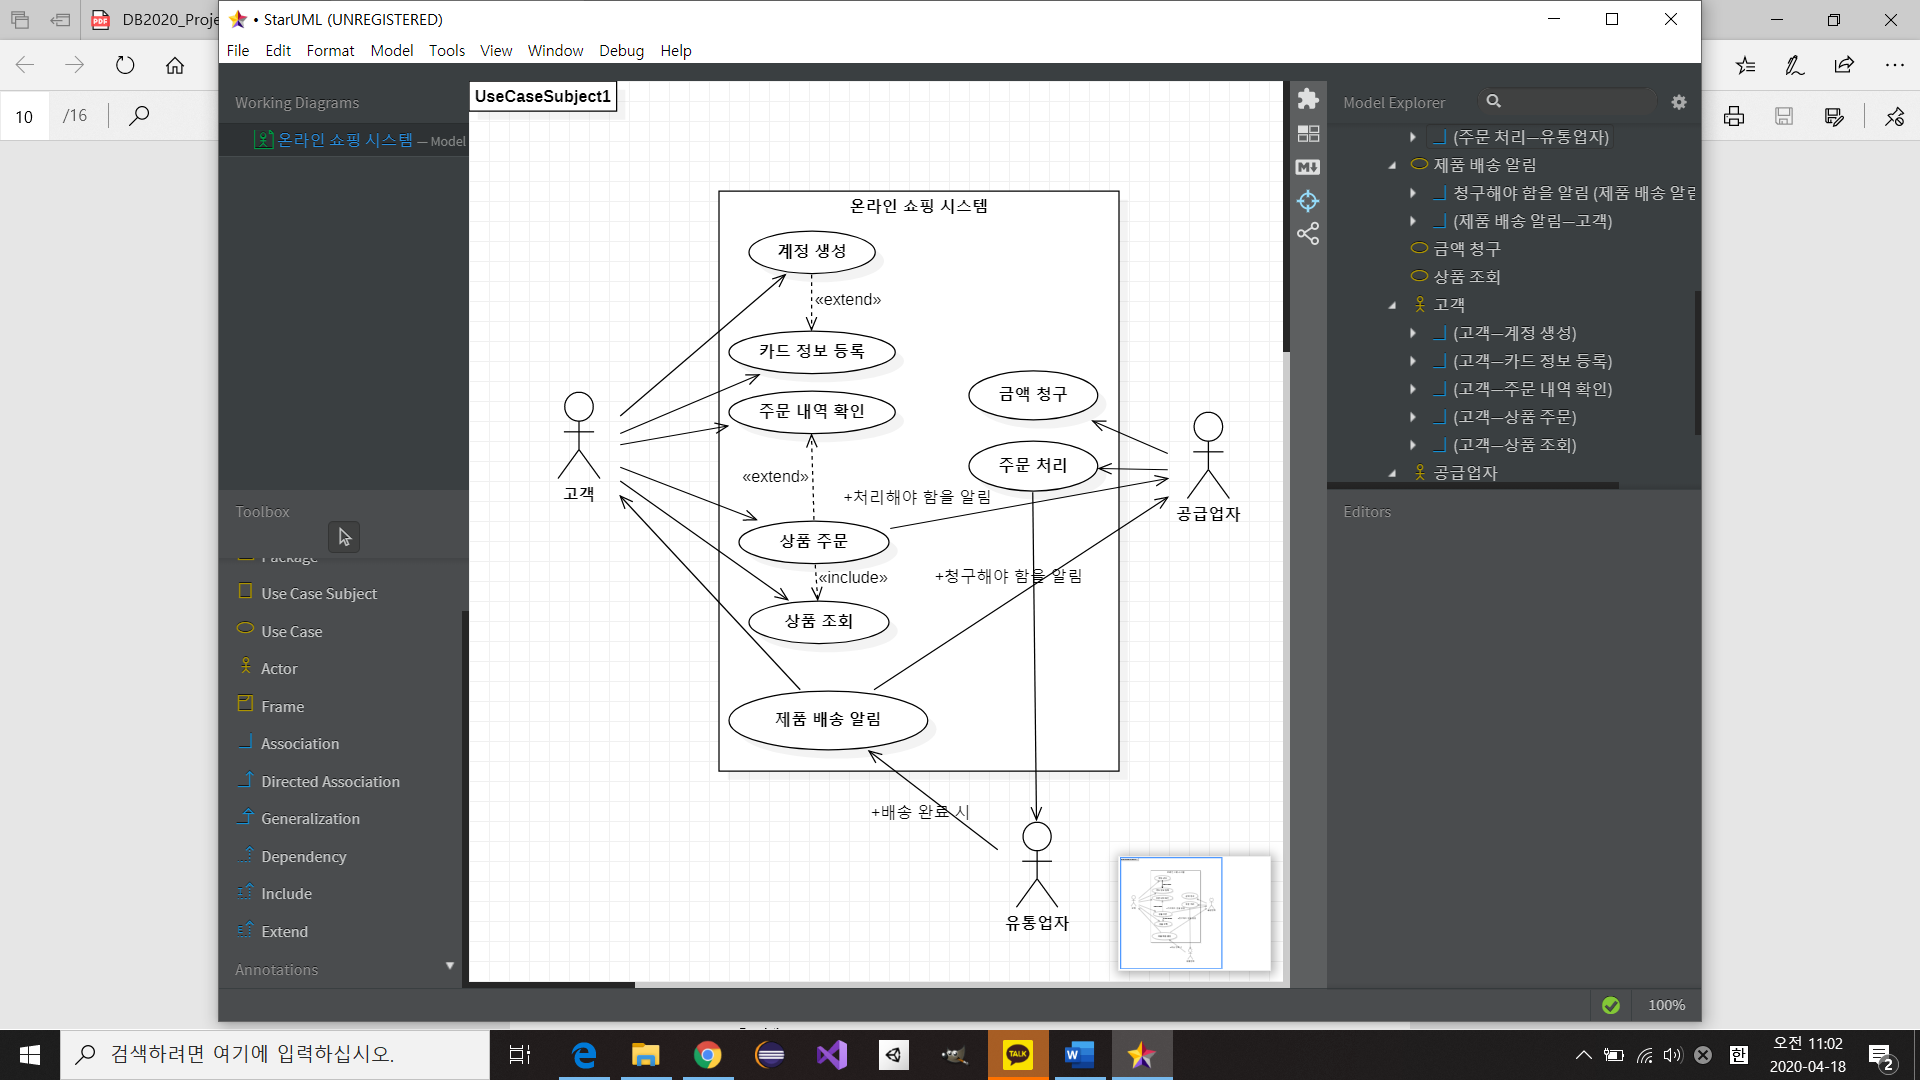 DB2020_Proje
• StarUML (UNREGISTERED)
File Edit Format Model Tools View Window Debug Help
10 /16
Working Diagrams
온라인 쇼핑 시스템 — Model
Toolbox
Package
Use Case Subject
Use Case
Actor
Frame
Association
Directed Association
Generalization
Dependency
Include
Extend
Annotations
UseCaseSubject1
온라인 쇼핑 시스템
계정 생성
«extend»
카드 정보 등록
주문 내역 확인
금액 청구
주문 처리
고객
«extend»
+처리해야 함을 알림
공급업자
상품 주문
«include»
+청구해야 함을 알림
상품 조회
제품 배송 알림
+배송 완료 시
유통업자
Model Explorer
(주문 처리—유통업자)
제품 배송 알림
청구해야 함을 알림 (제품 배송 알림
(제품 배송 알림—고객)
금액 청구
상품 조회
고객
(고객—계정 생성)
(고객—카드 정보 등록)
(고객—주문 내역 확인)
(고객—상품 주문)
(고객—상품 조회)
공급업자
Editors
100%
검색하려면 여기에 입력하십시오.
TALK
한
오전 11:02
2020-04-18
2